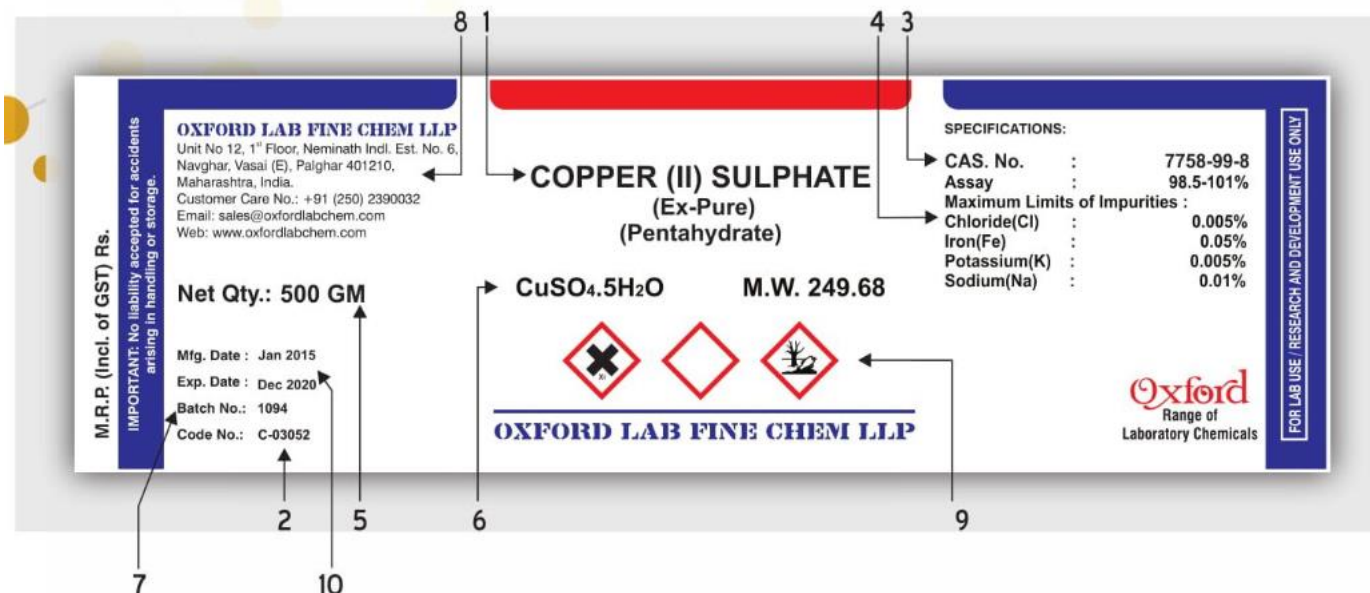 8 1 4 3
M.R.P. (Incl. of GST) Rs.
IMPORTANT: No liability accepted for accidents
arising in handling or storage.
OXFORD LAB FINE CHEM LLP
Unit No 12, 1st Floor, Neminath Indl. Est. No. 6,
Navghar, Vasai (E), Palghar 401210,
Maharashtra, India.
Customer Care No.: +91 (250) 2390032
Email: sales@oxfordlabchem.com
Web: www.oxfordlabchem.com
Net Qty.: 500 GM
Mfg. Date : Jan 2015
Exp. Date : Dec 2020
Batch No.: 1094
Code No.: C-03052
COPPER (II) SULPHATE
(Ex-Pure)
(Pentahydrate)
CuSO4.5H2O M.W. 249.68
Xi
OXFORD LAB FINE CHEM LLP
SPECIFICATIONS:
CAS. No. : 7758-99-8
Assay : 98.5-101%
Maximum Limits of Impurities :
Chloride(Cl) : 0.005%
Iron(Fe) : 0.05%
Potassium(K) : 0.005%
Sodium(Na) : 0.01%
Oxford
Range of
Laboratory Chemicals
FOR LAB USE / RESEARCH AND DEVELOPMENT USE ONLY
2 5 6 9
7 10